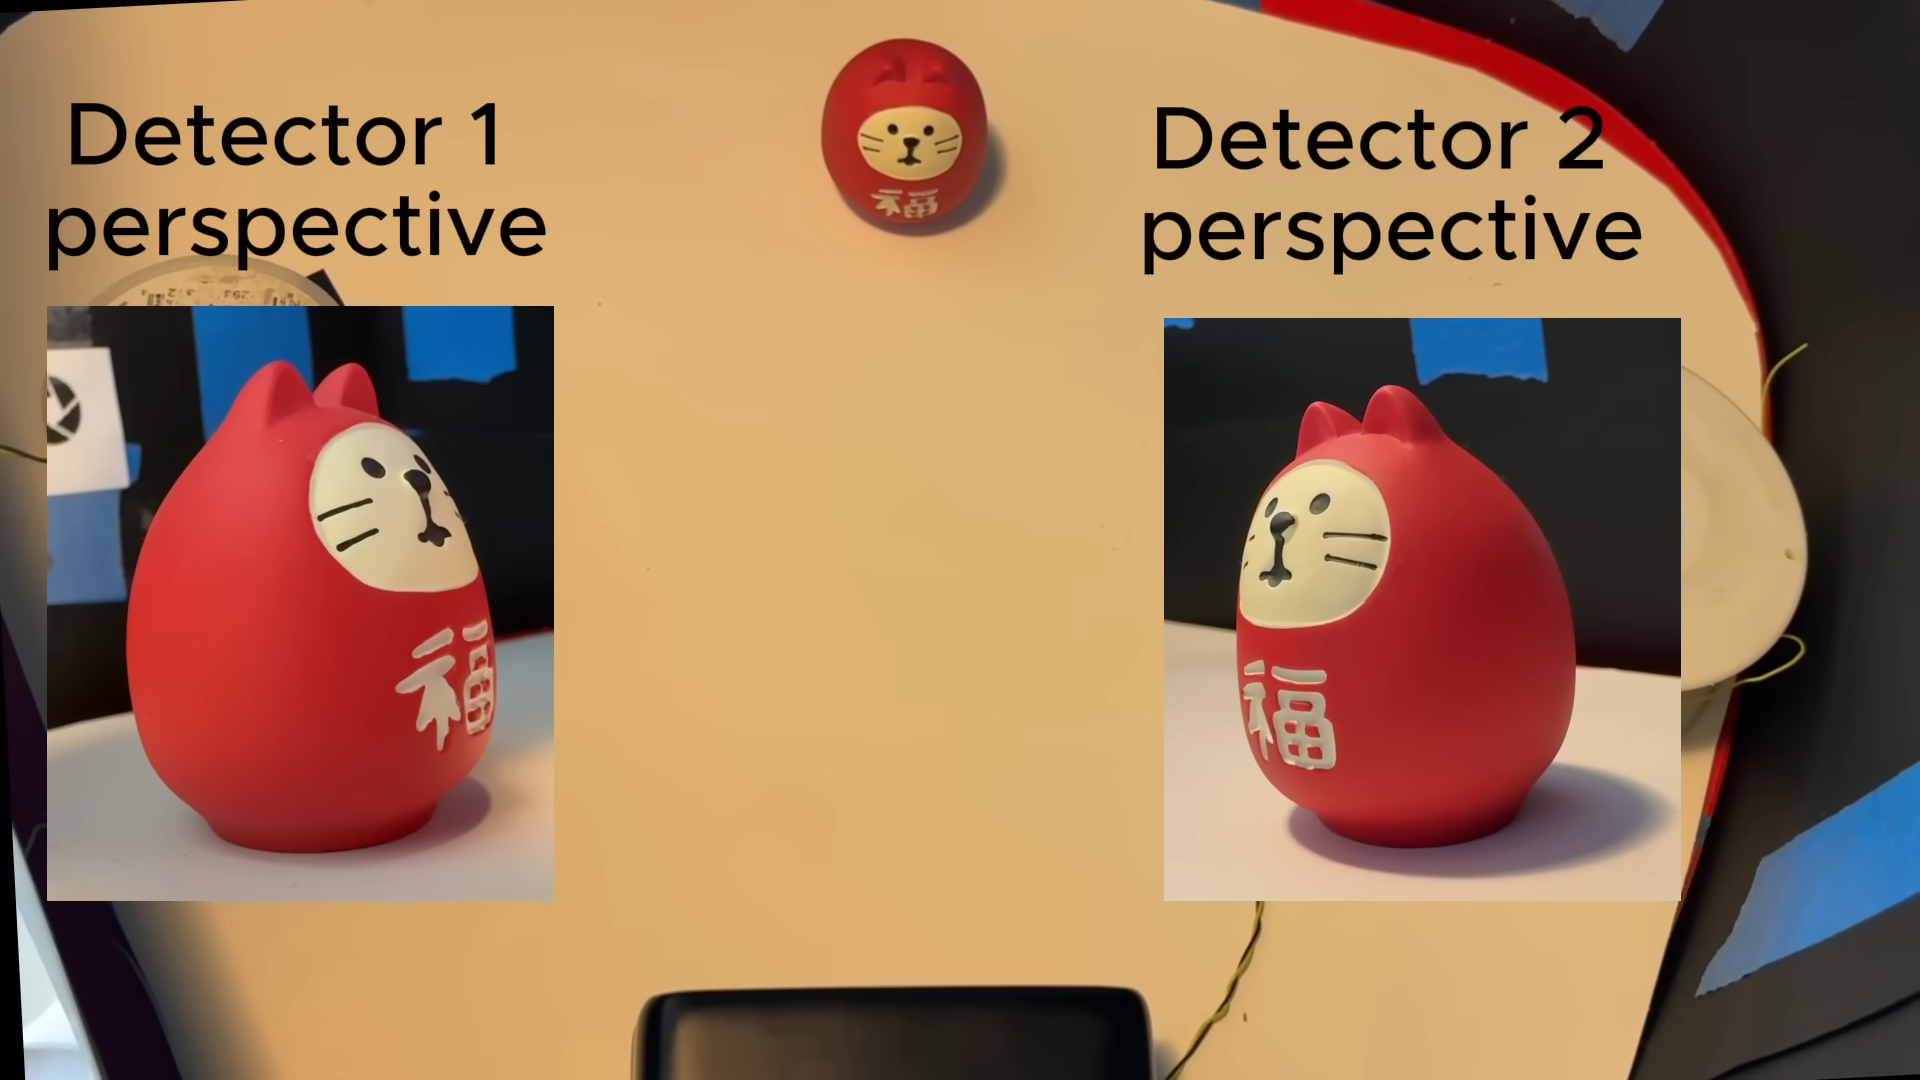 Detector 1
perspective
Detector 2
perspective
福
福
福